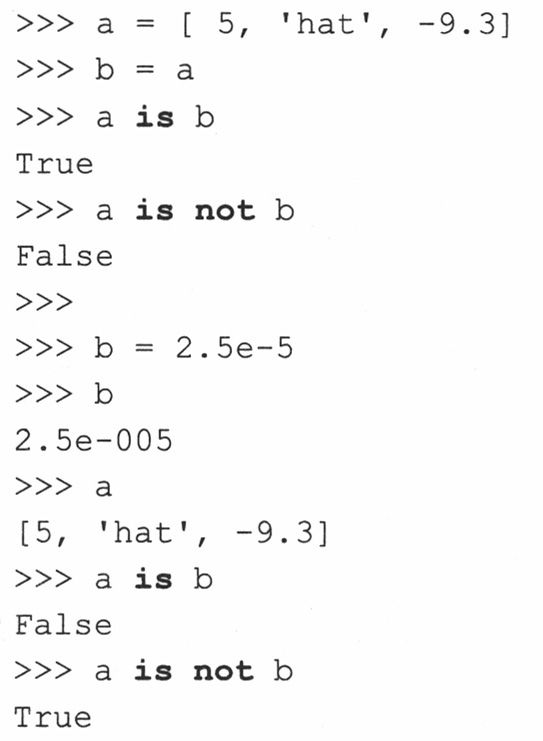 >>> a = [ 5, 'hat', -9.3]
>>> b = a
>>> a is b
True
>>> a is not b
False
>>>
>>> b = 2.5e-5
>>> b
2.5e-005
>>> a
[5, 'hat', -9.3]
>>> a is b
False
>>> a is not b
True